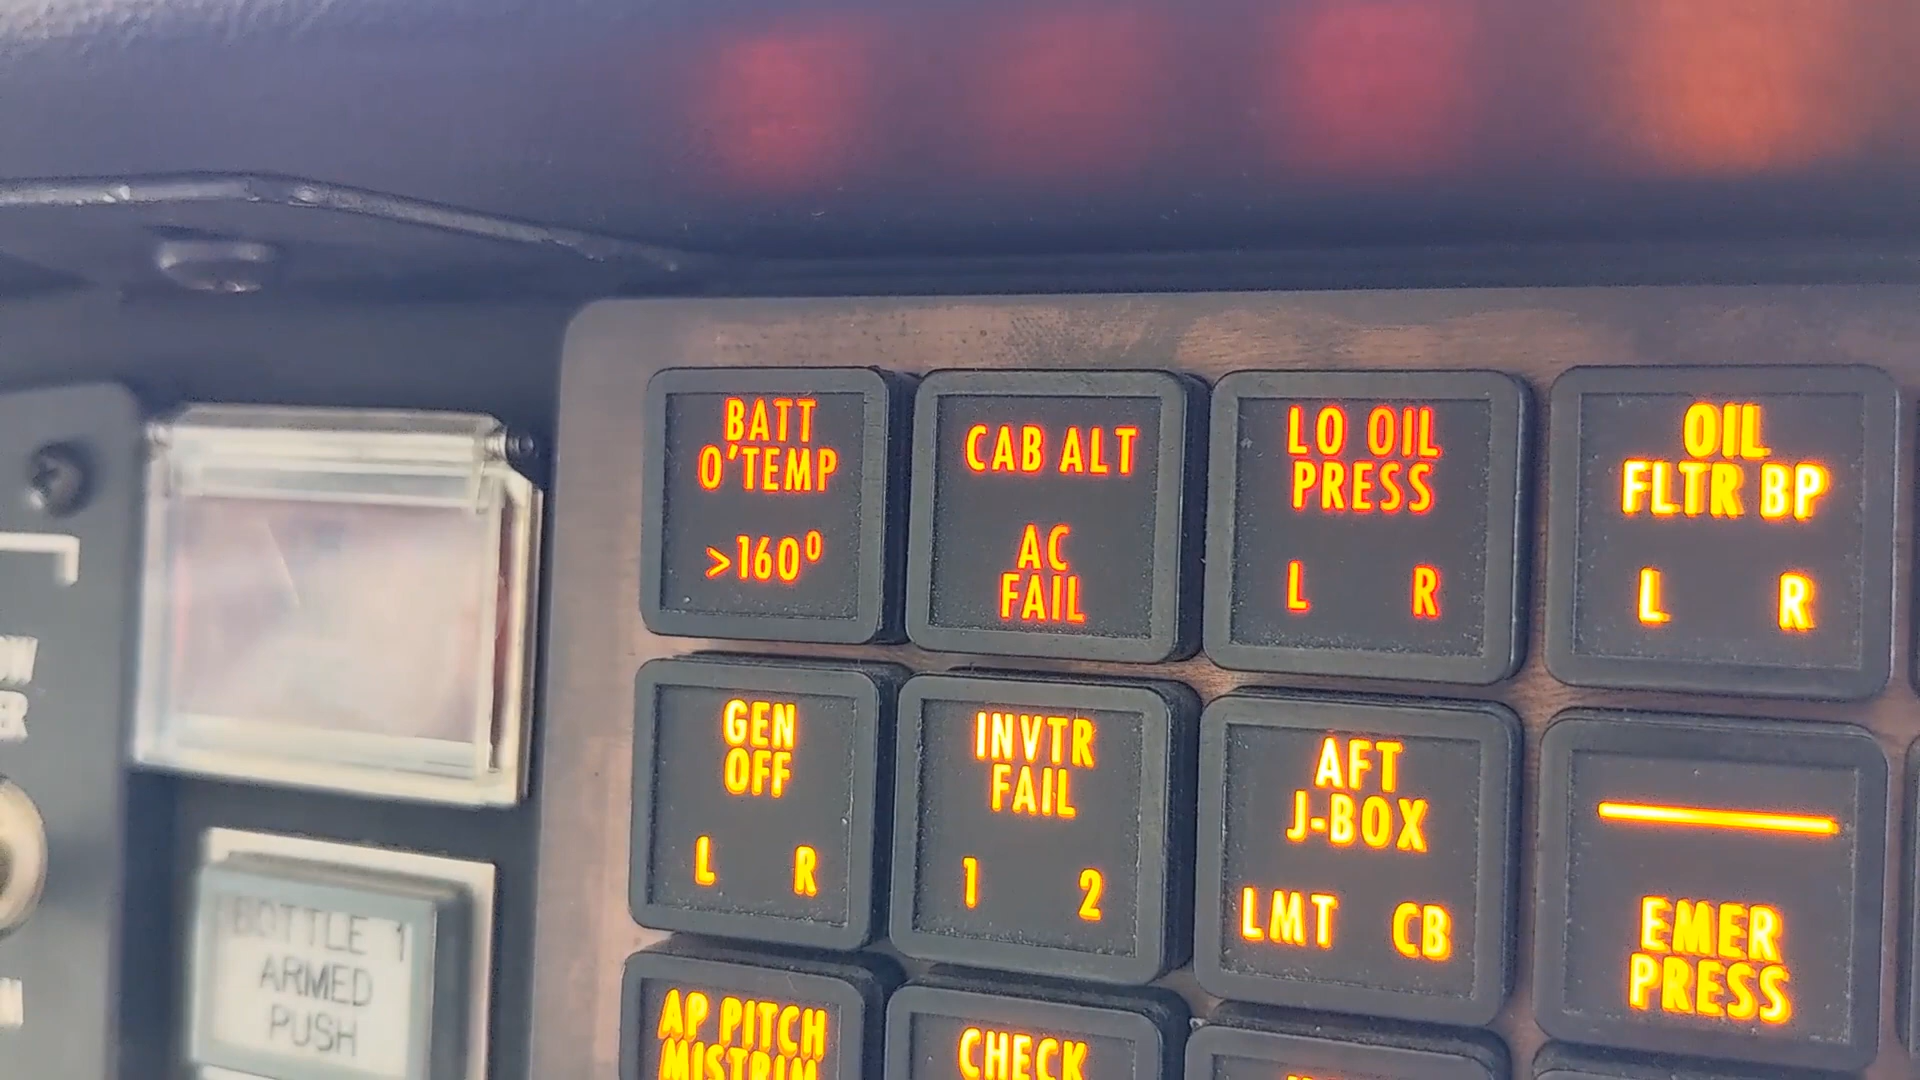 BATT
O'TEMP
>160°
CAB ALT
AC
FAIL
LO OIL
PRESS
L R
OIL
FLTR BP
L R
GEN
OFF
L R
INVTR
FAIL
1 2
AFT
J-BOX
LMT CB
EMER
PRESS
BOTTLE 1
ARMED
PUSH
AP PITCH
MISTRIM
CHECK